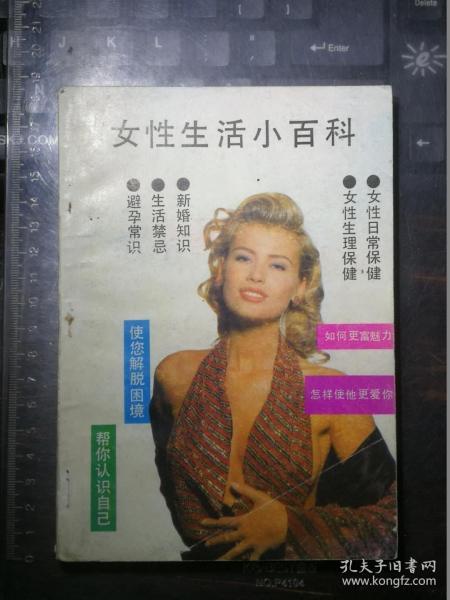 Delete
Enter
女性生活小百科
●女性日常保健
●女性生理保健
●新婚知识
●生活禁忌
●避孕常识
如何更富魅力
使您解脱困境
怎样使他更爱你
帮你认识自己
NO.P4194
孔夫子旧书网
www.kongfz.com